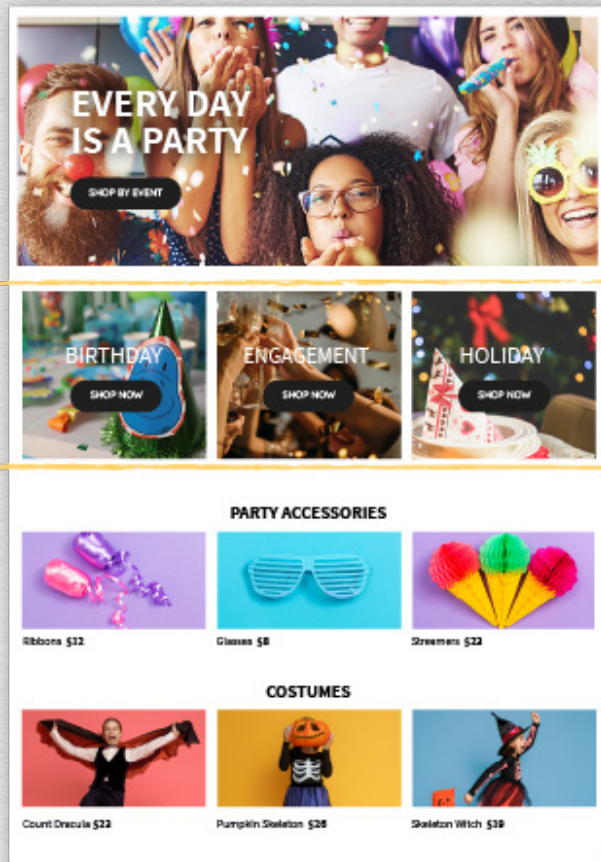 EVERY DAY
IS A PARTY
SHOP BY EVENT
BIRTHDAY
SHOP NOW
ENGAGEMENT
SHOP NOW
HOLIDAY
SHOP NOW
PARTY ACCESSORIES
Ribbons $12
Glasses $8
Streamers $22
COSTUMES
Count Dracula $22
Pumpkin Skeleton $26
Skeleton Witch $39